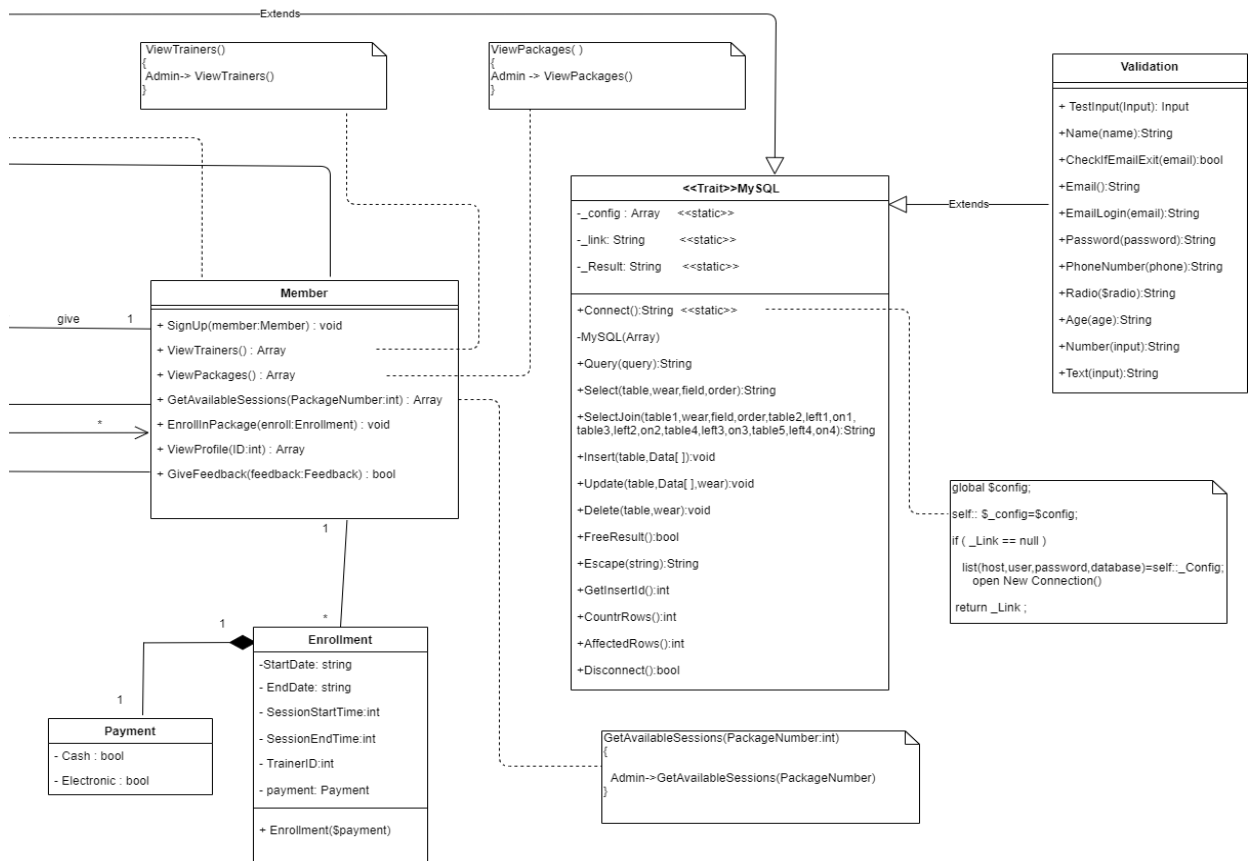 Extends
ViewTrainers()
{
Admin-> ViewTrainers()
}
ViewPackages( )
{
Admin -> ViewPackages()
}
Validation
+ TestInput(Input): Input
+Name(name):String
+CheckIfEmailExit(email):bool
+Email():String
+EmailLogin(email):String
+Password(password):String
+PhoneNumber(phone):String
+Radio($radio):String
+Age(age):String
+Number(input):String
+Text(input):String
Extends
<<Trait>>MySQL
-_config : Array <<static>>
-_link: String <<static>>
-_Result: String <<static>>
+Connect():String <<static>>
-MySQL(Array)
+Query(query):String
+Select(table,wear,field,order):String
+SelectJoin(table1,wear,field,order,table2,left1,on1,
table3,left2,on2,table4,left3,on3,table5,left4,on4):String
+Insert(table,Data[ ]):void
+Update(table,Data[ ],wear):void
+Delete(table,wear):void
+FreeResult():bool
+Escape(string):String
+GetInsertId():int
+CountrRows():int
+AffectedRows():int
+Disconnect():bool
give
1
*
Member
+ SignUp(member:Member) : void
+ ViewTrainers() : Array
+ ViewPackages() : Array
+ GetAvailableSessions(PackageNumber:int) : Array
+ EnrollInPackage(enroll:Enrollment) : void
+ ViewProfile(ID:int) : Array
+ GiveFeedback(feedback:Feedback) : bool
global $config;
self:: $_config=$config;
if ( _Link == null )
list(host,user,password,database)=self::_Config;
open New Connection()
return _Link ;
1
*
1
1
Enrollment
-StartDate: string
- EndDate: string
- SessionStartTime:int
- SessionEndTime:int
- TrainerID:int
- payment: Payment
+ Enrollment($payment)
Payment
- Cash : bool
- Electronic : bool
GetAvailableSessions(PackageNumber:int)
{
Admin->GetAvailableSessions(PackageNumber)
}